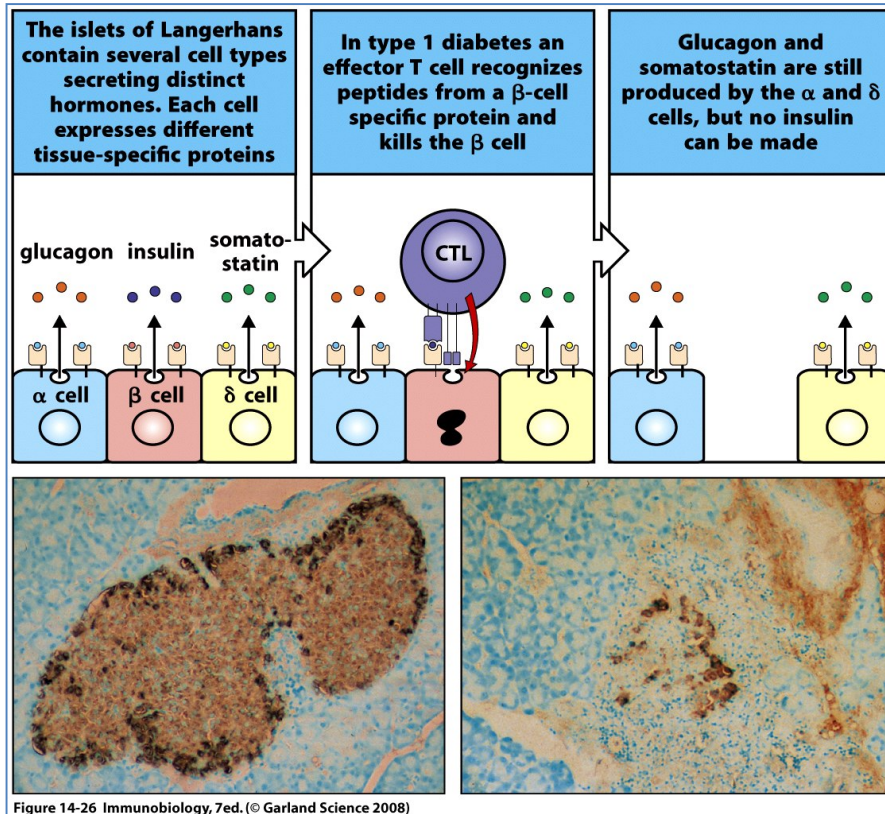 The islets of Langerhans
contain several cell types
secreting distinct
hormones. Each cell
expresses different
tissue-specific proteins
In type 1 diabetes an
effector T cell recognizes
peptides from a β-cell
specific protein and
kills the β cell
Glucagon and
somatostatin are still
produced by the α and δ
cells, but no insulin
can be made
glucagon
insulin
somato-
statin
α cell
β cell
δ cell
CTL
Figure 14-26 Immunobiology, 7ed. (© Garland Science 2008)